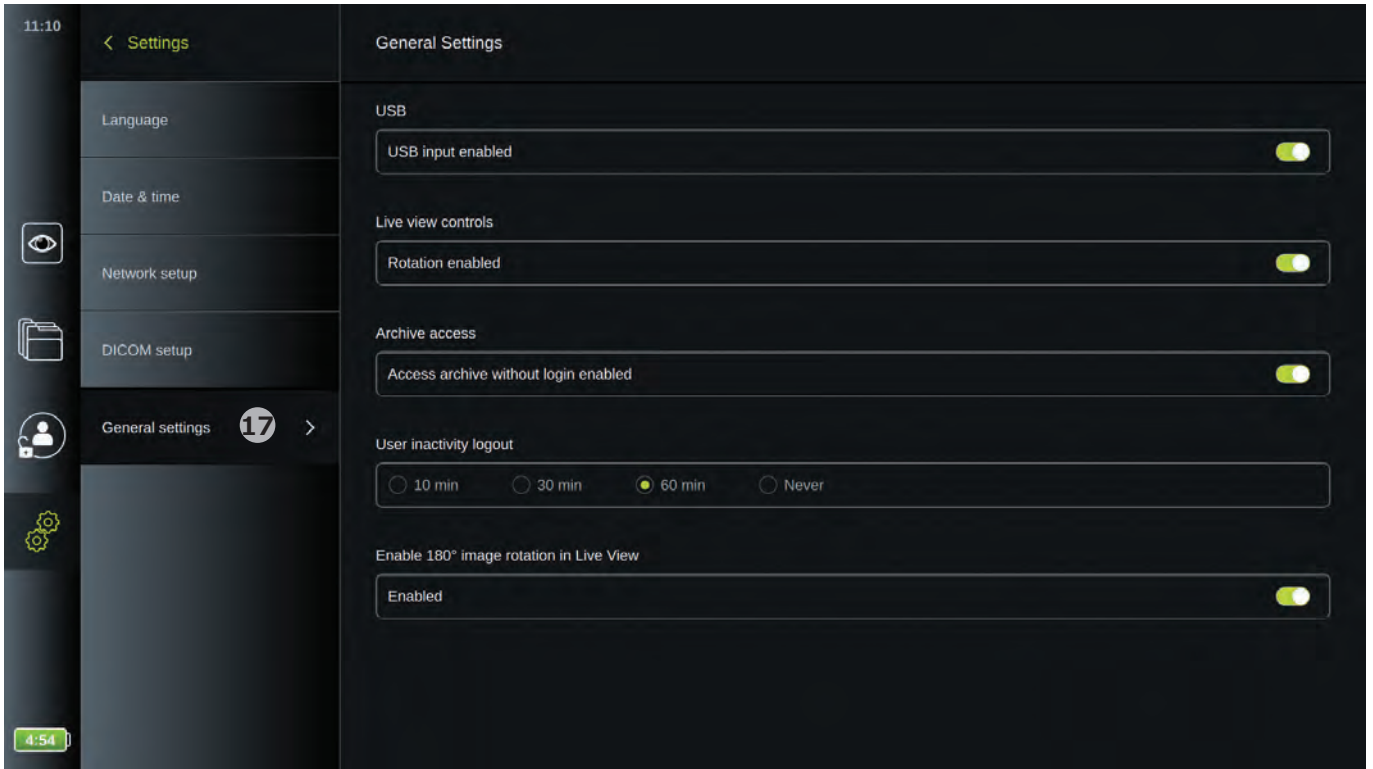 11:10
Settings
General Settings
Language
Date & time
Network setup
DICOM setup
General settings 17
USB
USB input enabled
Live view controls
Rotation enabled
Archive access
Access archive without login enabled
User inactivity logout
10 min 30 min 60 min Never
Enable 180° image rotation in Live View
Enabled
4:54